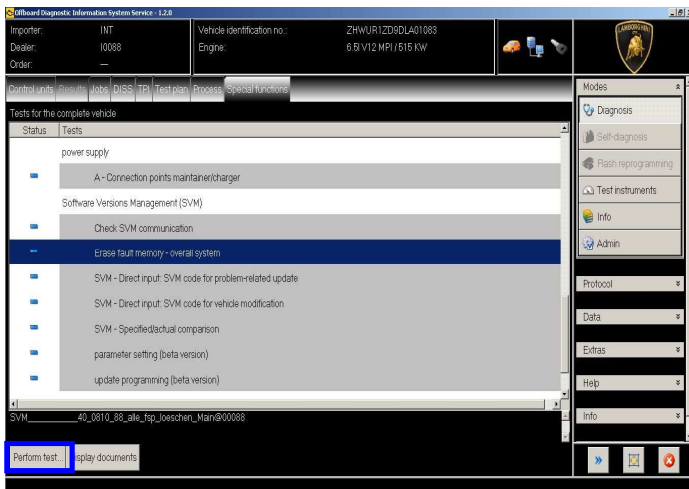 Offboard Diagnostic Information System Service - 1.2.0
Importer: INT Vehicle identification no.: ZHWUR1ZD9DLA01083
Dealer: I0088 Engine: 6.5l V12 MPI / 515 KW
Order: ---
LAMBORGHINI
Control units Results Jobs DISS TPI Test plan Process Special functions
Tests for the complete vehicle
Status Tests
power supply
A - Connection points maintainer/charger
Software Versions Management (SVM)
Check SVM communication
Erase fault memory - overall system
SVM - Direct input: SVM code for problem-related update
SVM - Direct input: SVM code for vehicle modification
SVM - Specified/actual comparison
parameter setting (beta version)
update programming (beta version)
SVM______40_0810_88_alle_fsp_loeschen_Main@00088
Perform test... Display documents
Modes
Diagnosis
Self-diagnosis
Flash reprogramming
Test instruments
Info
Admin
Protocol
Data
Extras
Help
Info